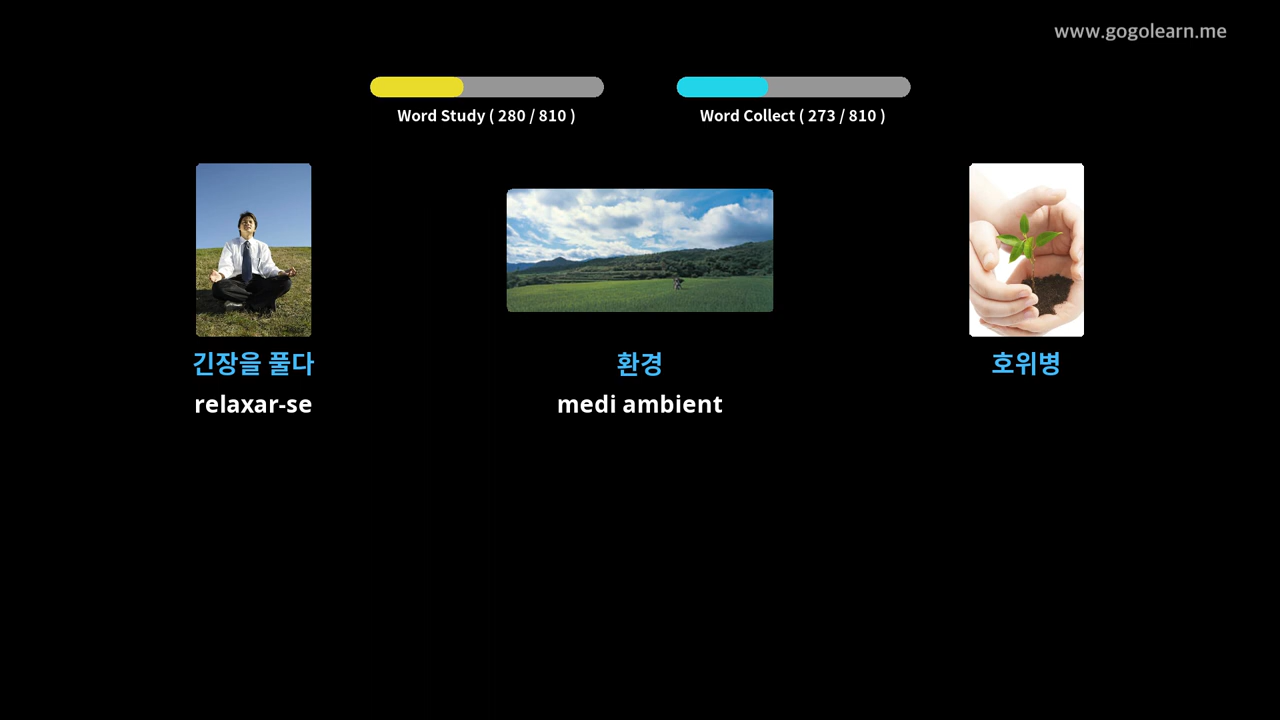 www.gogolearn.me
Word Study ( 280 / 810 )
Word Collect ( 273 / 810 )
긴장을 풀다
환경
호위병
relaxar-se
medi ambient